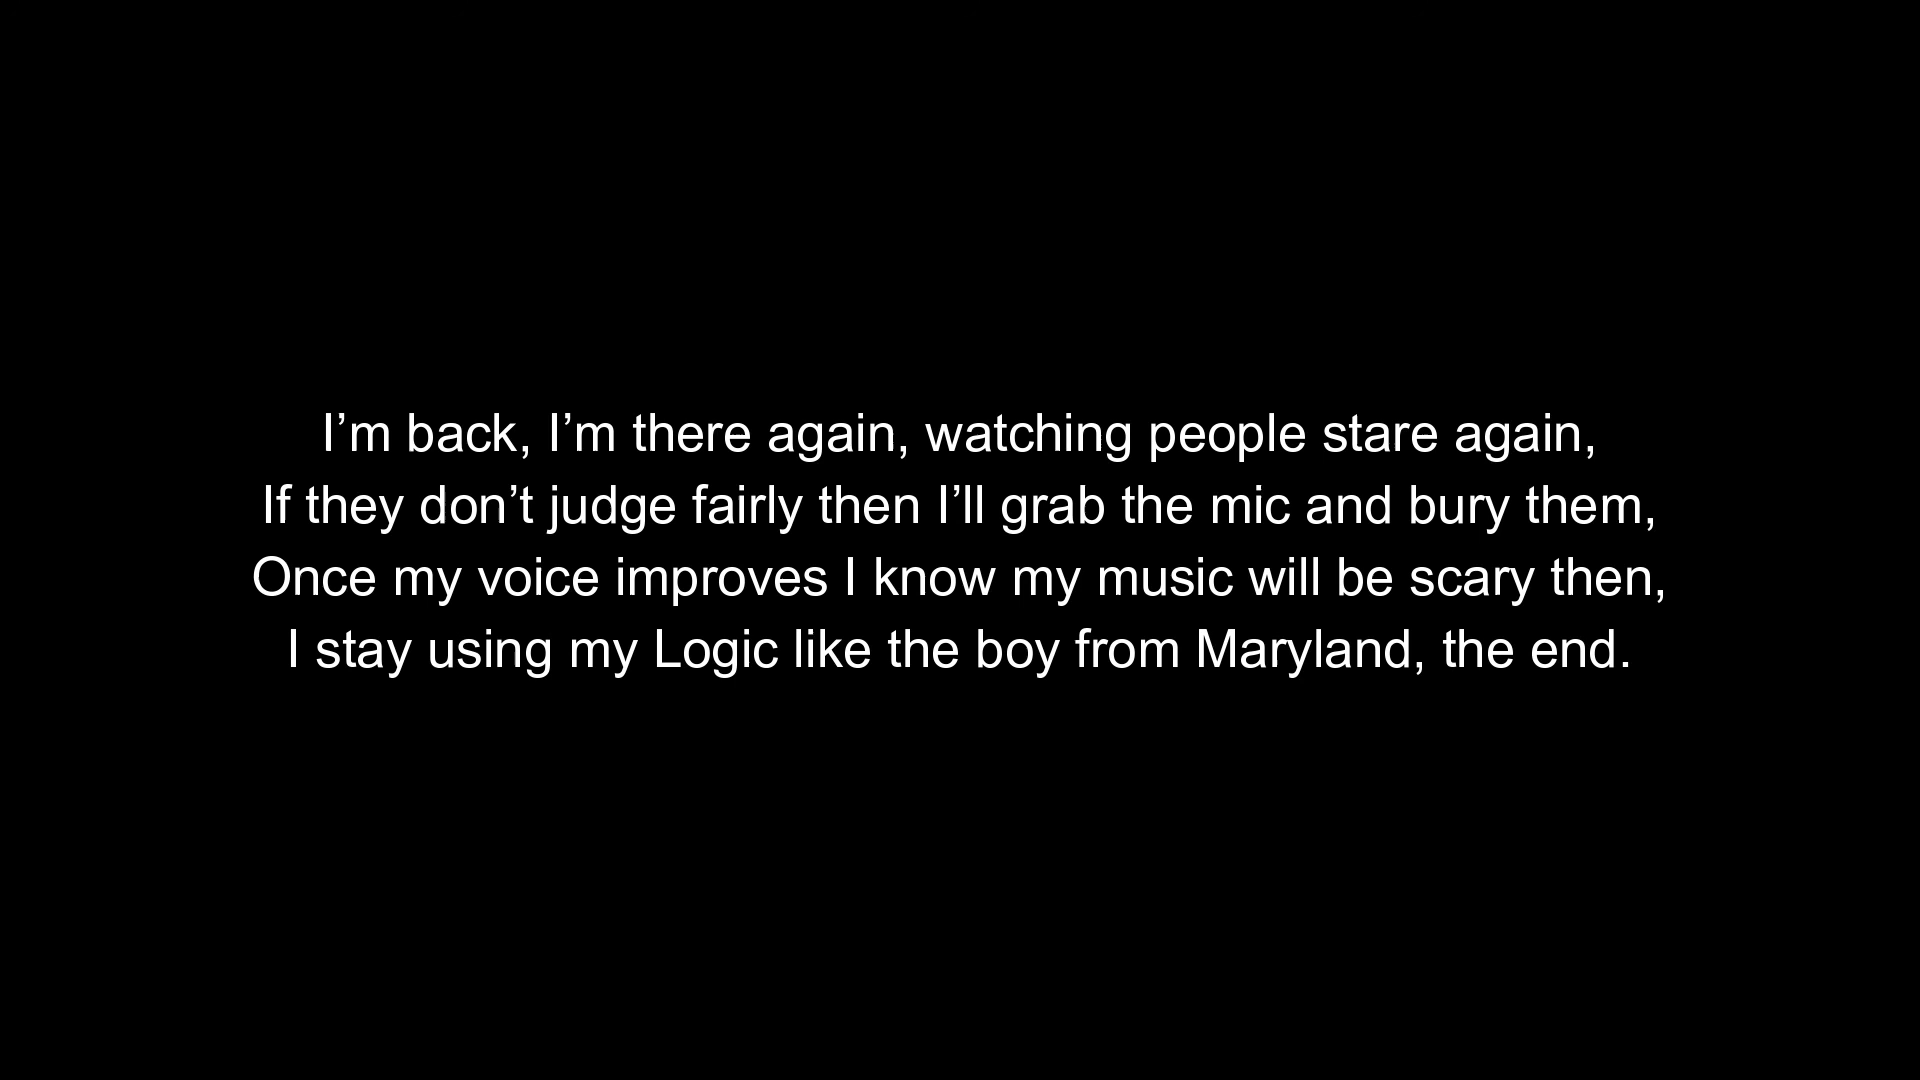 I’m back, I’m there again, watching people stare again,
If they don’t judge fairly then I’ll grab the mic and bury them,
Once my voice improves I know my music will be scary then,
I stay using my Logic like the boy from Maryland, the end.